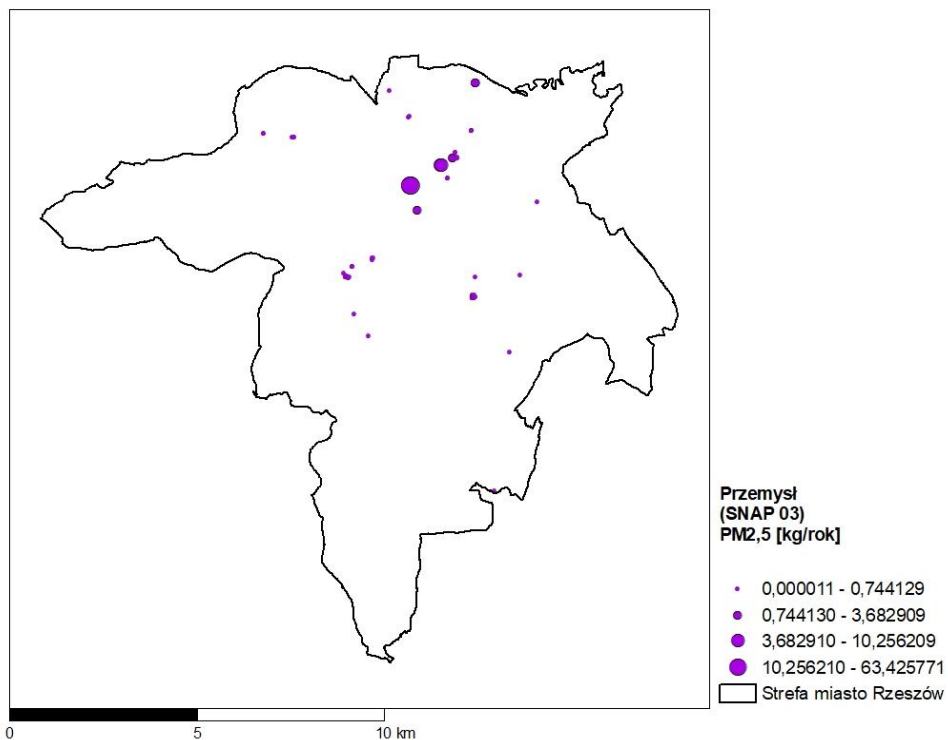 Przemysł
(SNAP 03)
PM2,5 [kg/rok]
0,000011 - 0,744129
0,744130 - 3,682909
3,682910 - 10,256209
10,256210 - 63,425771
Strefa miasto Rzeszów
0 5 10 km